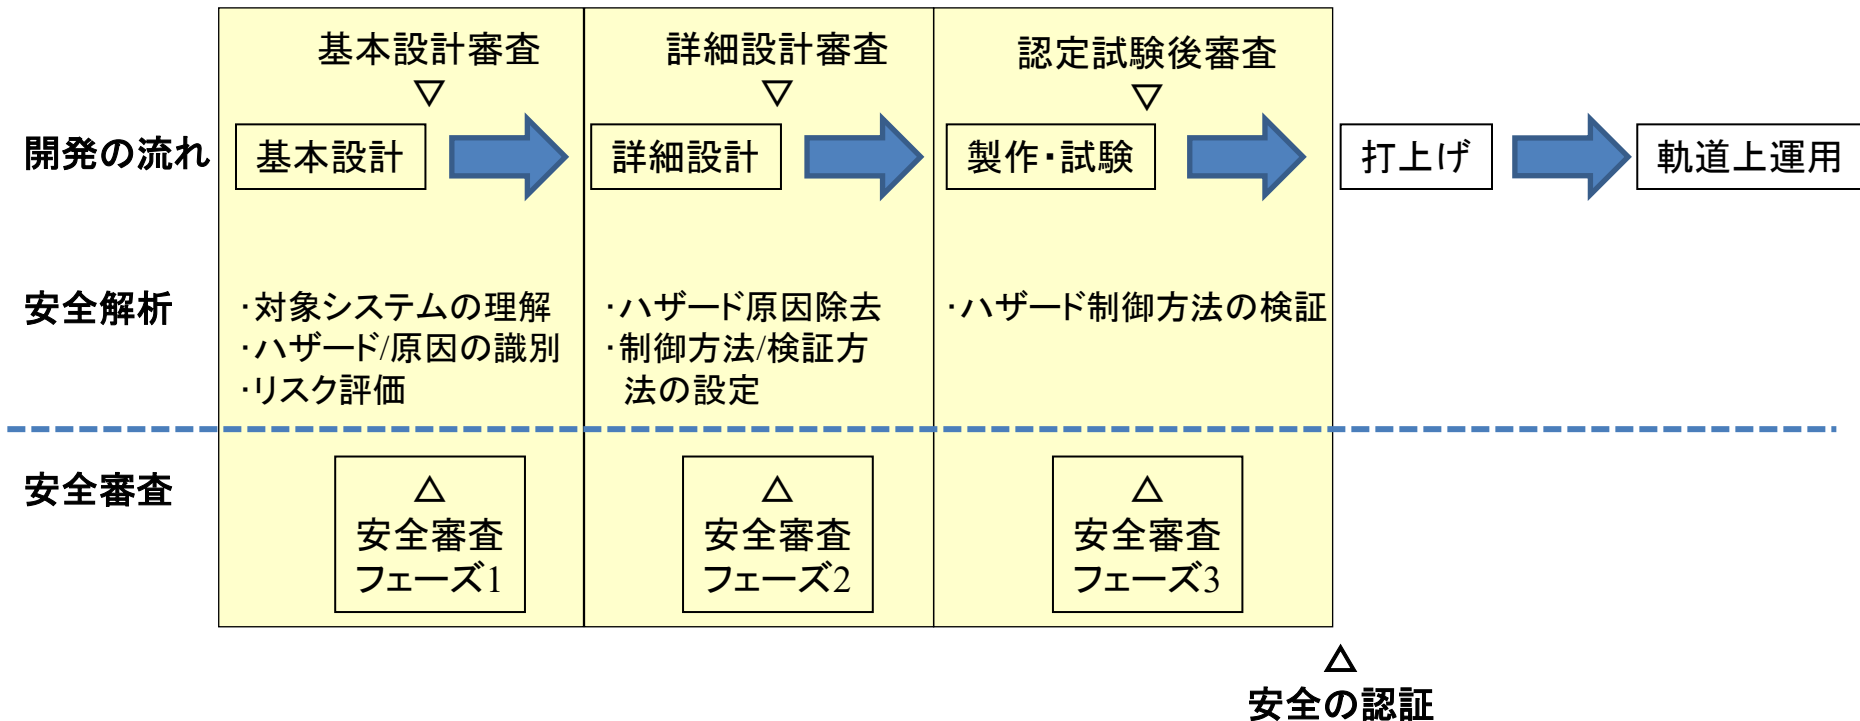 基本設計審査
▽
詳細設計審査
▽
認定試験後審査
▽
開発の流れ
基本設計
詳細設計
製作・試験
打上げ
軌道上運用
安全解析
・対象システムの理解
・ハザード/原因の識別
・リスク評価
・ハザード原因除去
・制御方法/検証方
法の設定
・ハザード制御方法の検証
安全審査
△
安全審査
フェーズ1
△
安全審査
フェーズ2
△
安全審査
フェーズ3
△
安全の認証